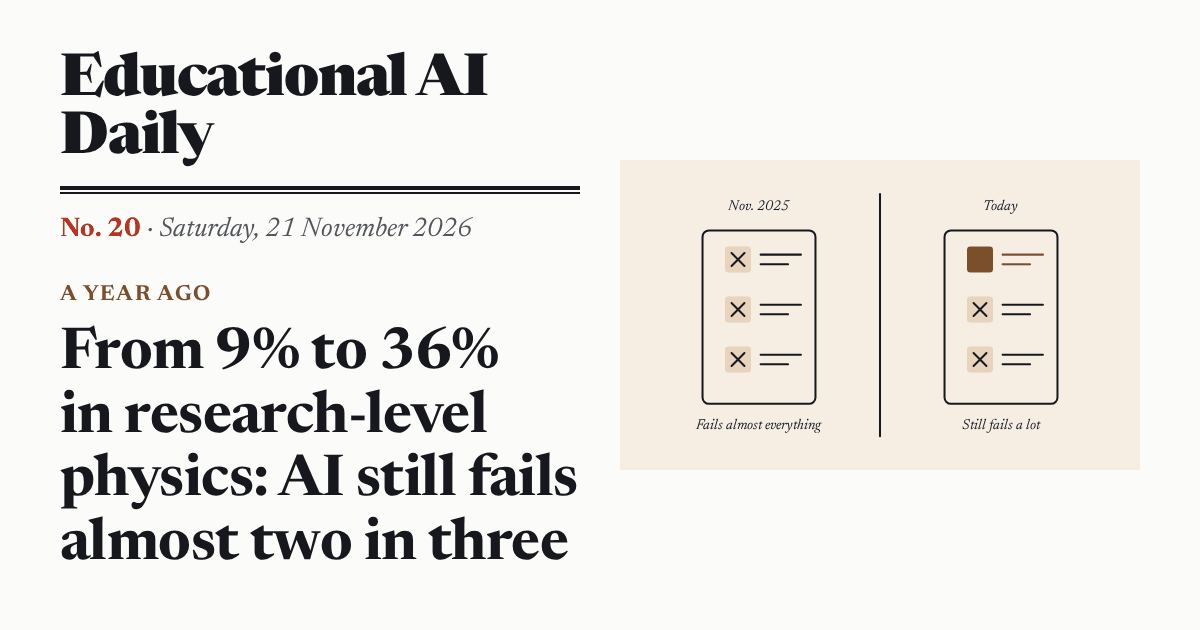 Educational AI
Daily
No. 20 · Saturday, 21 November 2026
A YEAR AGO
From 9% to 36%
in research-level
physics: AI still fails
almost two in three
Nov. 2025
Fails almost everything
Today
Still fails a lot